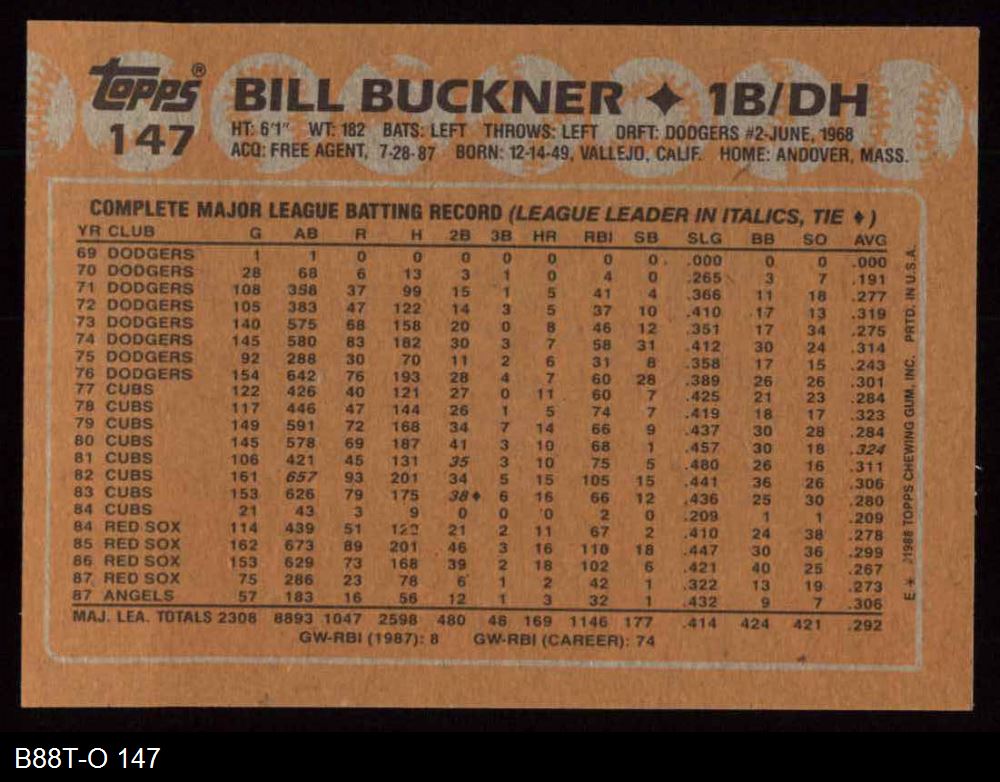 topps® BILL BUCKNER ✦ 1B/DH
147 HT: 6'1" WT: 182 BATS: LEFT THROWS: LEFT DRFT: DODGERS #2-JUNE, 1968
ACQ: FREE AGENT, 7-28-87 BORN: 12-14-49, VALLEJO, CALIF. HOME: ANDOVER, MASS.
COMPLETE MAJOR LEAGUE BATTING RECORD (LEAGUE LEADER IN ITALICS, TIE ♦)
YR CLUB G AB R H 2B 3B HR RBI SB SLG BB SO AVG
69 DODGERS 1 1 0 0 0 0 0 0 0 .000 0 0 .000
70 DODGERS 28 68 6 13 3 1 0 4 0 .265 3 7 .191
71 DODGERS 108 358 37 99 15 1 5 41 4 .366 11 18 .277
72 DODGERS 105 383 47 122 14 3 5 37 10 .410 17 13 .319
73 DODGERS 140 575 68 158 20 0 8 46 12 .351 17 34 .275
74 DODGERS 145 580 83 182 30 3 7 58 31 .412 30 24 .314
75 DODGERS 92 288 30 70 11 2 6 31 8 .358 17 15 .243
76 DODGERS 154 642 76 193 28 4 7 60 28 .389 26 26 .301
77 CUBS 122 426 40 121 27 0 11 60 7 .425 21 23 .284
78 CUBS 117 446 47 144 26 1 5 74 7 .419 18 17 .323
79 CUBS 149 591 72 168 34 7 14 66 9 .437 30 28 .284
80 CUBS 145 578 69 187 41 3 10 68 1 .457 30 18 .324
81 CUBS 106 421 45 131 35 3 10 75 5 .480 26 16 .311
82 CUBS 161 657 93 201 34 5 15 105 15 .441 36 26 .306
83 CUBS 153 626 79 175 38♦ 6 16 66 12 .436 25 30 .280
84 CUBS 21 43 3 9 0 0 0 2 0 .209 1 1 .209
84 RED SOX 114 439 51 122 21 2 11 67 2 .410 24 38 .278
85 RED SOX 162 673 89 201 46 3 16 110 18 .447 30 36 .299
86 RED SOX 153 629 73 168 39 2 18 102 6 .421 40 25 .267
87 RED SOX 75 286 23 78 6 1 2 42 1 .322 13 19 .273
87 ANGELS 57 183 16 56 12 1 3 32 1 .432 9 7 .306
MAJ. LEA. TOTALS 2308 8893 1047 2598 480 46 169 1146 177 .414 424 421 .292
GW-RBI (1987): 8 GW-RBI (CAREER): 74
E* 1988 TOPPS CHEWING GUM, INC. PRTD. IN U.S.A.
B88T-O 147